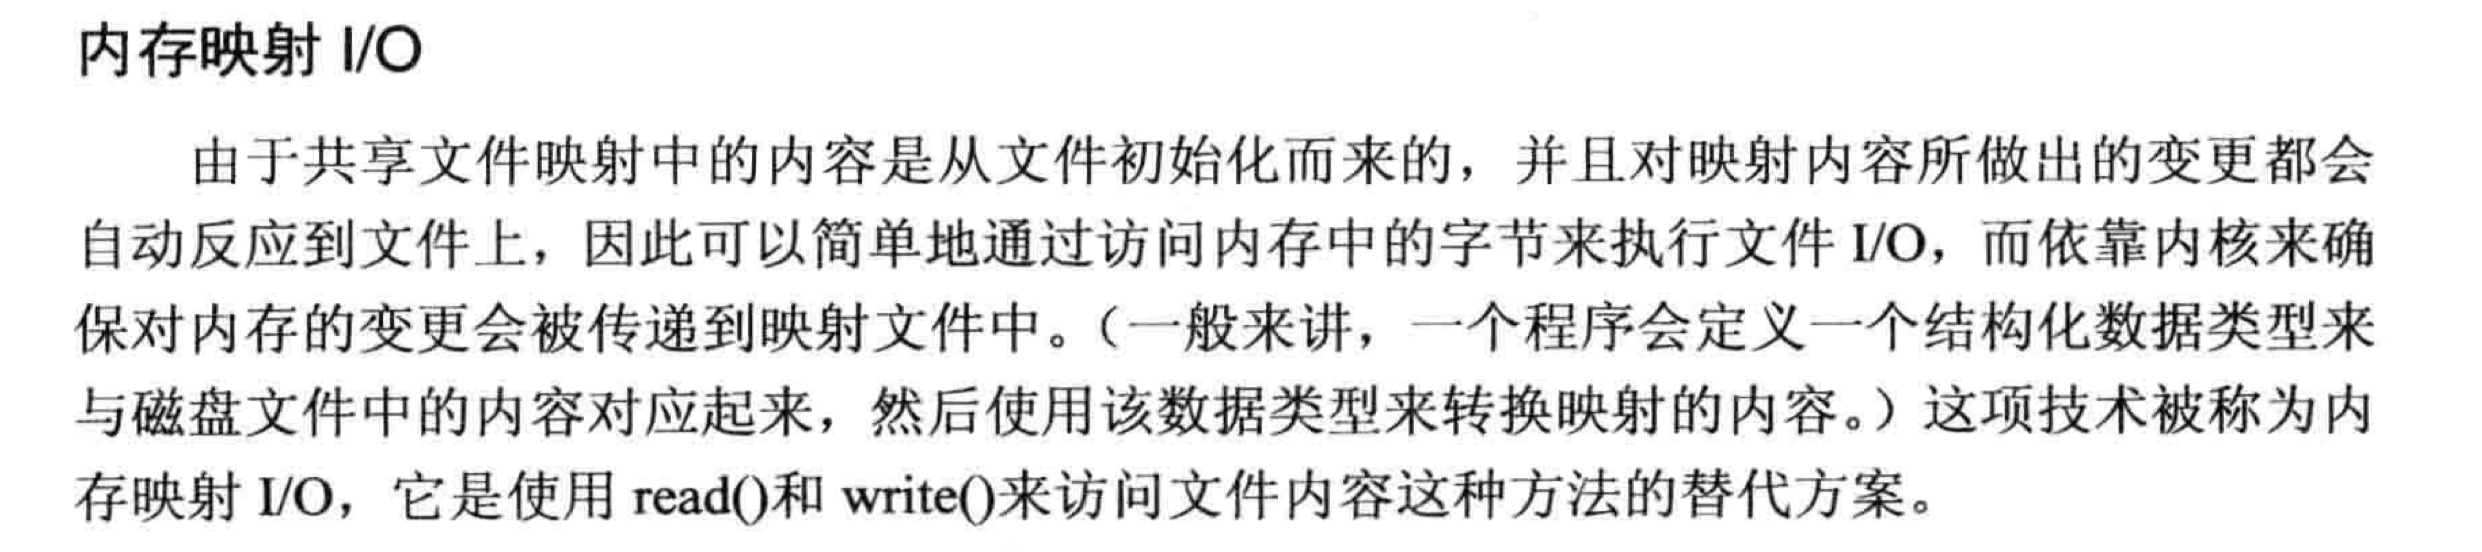 内存映射 I/O
由于共享文件映射中的内容是从文件初始化而来的，并且对映射内容所做出的变更都会
自动反应到文件上，因此可以简单地通过访问内存中的字节来执行文件 I/O，而依靠内核来确
保对内存的变更会被传递到映射文件中。（一般来讲，一个程序会定义一个结构化数据类型来
与磁盘文件中的内容对应起来，然后使用该数据类型来转换映射的内容。）这项技术被称为内
存映射 I/O，它是使用 read()和 write()来访问文件内容这种方法的替代方案。